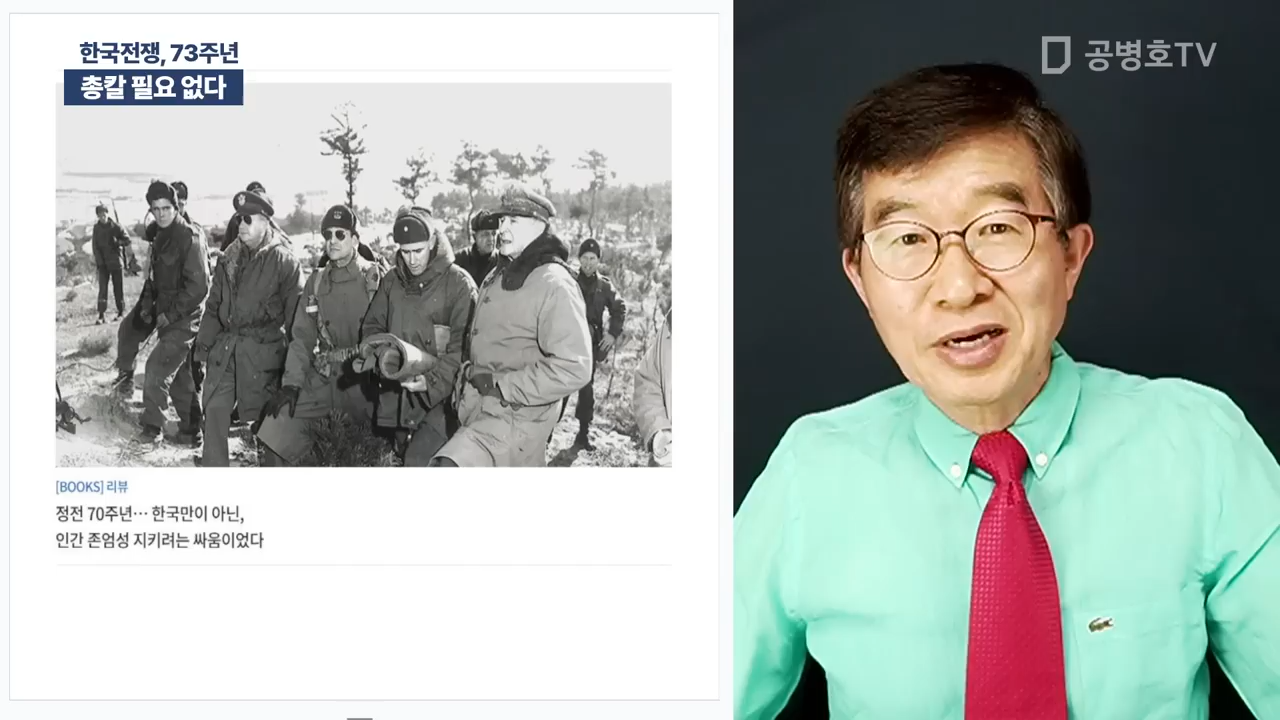 한국전쟁, 73주년
총칼 필요 없다
공병호TV
[BOOKS] 리뷰
정전 70주년… 한국만이 아닌,
인간 존엄성 지키려는 싸움이었다